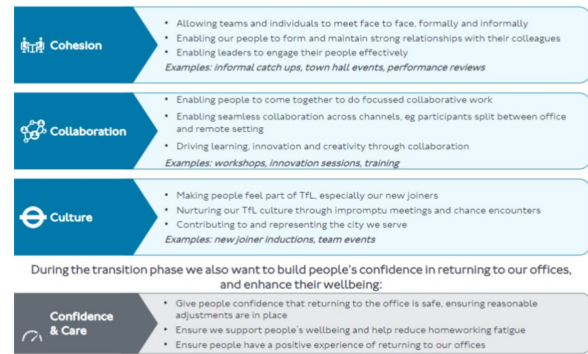 Cohesion
• Allowing teams and individuals to meet face to face, formally and informally
• Enabling our people to form and maintain strong relationships with their colleagues
• Enabling leaders to engage their people effectively
Examples: informal catch ups, town hall events, performance reviews
Collaboration
• Enabling people to come together to do focussed collaborative work
• Enabling seamless collaboration across channels, eg participants split between office
and remote setting
• Driving learning, innovation and creativity through collaboration
Examples: workshops, innovation sessions, training
Culture
• Making people feel part of TfL, especially our new joiners
• Nurturing our TfL culture through impromptu meetings and chance encounters
• Contributing to and representing the city we serve
Examples: new joiner inductions, team events
During the transition phase we also want to build people's confidence in returning to our offices,
and enhance their wellbeing:
Confidence
& Care
• Give people confidence that returning to the office is safe, ensuring reasonable
adjustments are in place
• Ensure we support people's wellbeing and help reduce homeworking fatigue
• Ensure people have a positive experience of returning to our offices